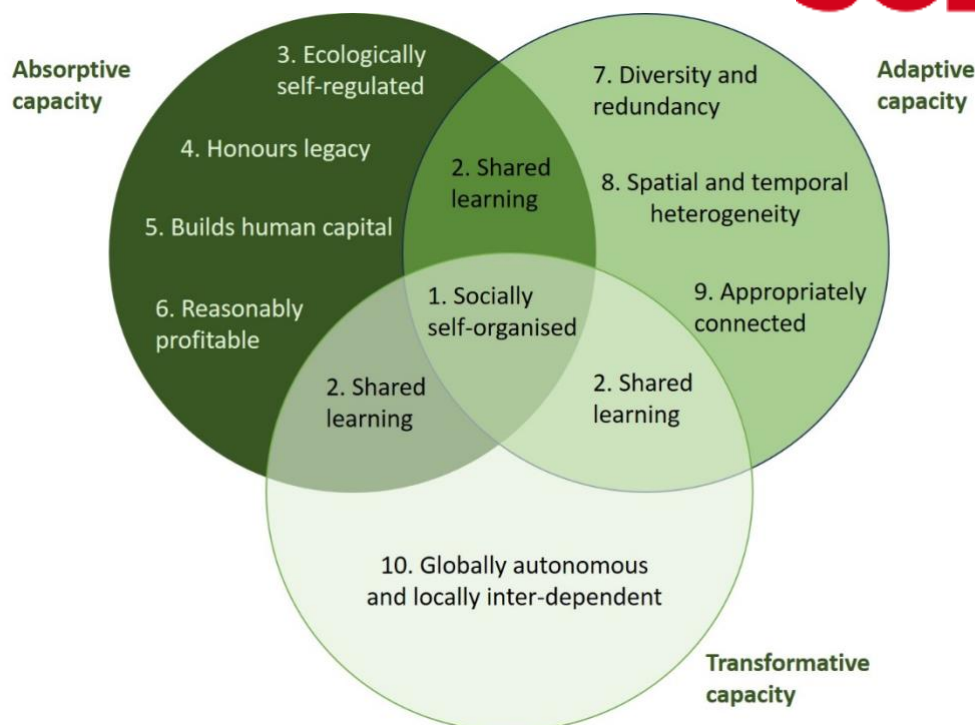 Absorptive
capacity
3. Ecologically
self-regulated
4. Honours legacy
5. Builds human capital
6. Reasonably
profitable
2. Shared
learning
7. Diversity and
redundancy
8. Spatial and temporal
heterogeneity
9. Appropriately
connected
Adaptive
capacity
1. Socially
self-organised
2. Shared
learning
2. Shared
learning
10. Globally autonomous
and locally inter-dependent
Transformative
capacity